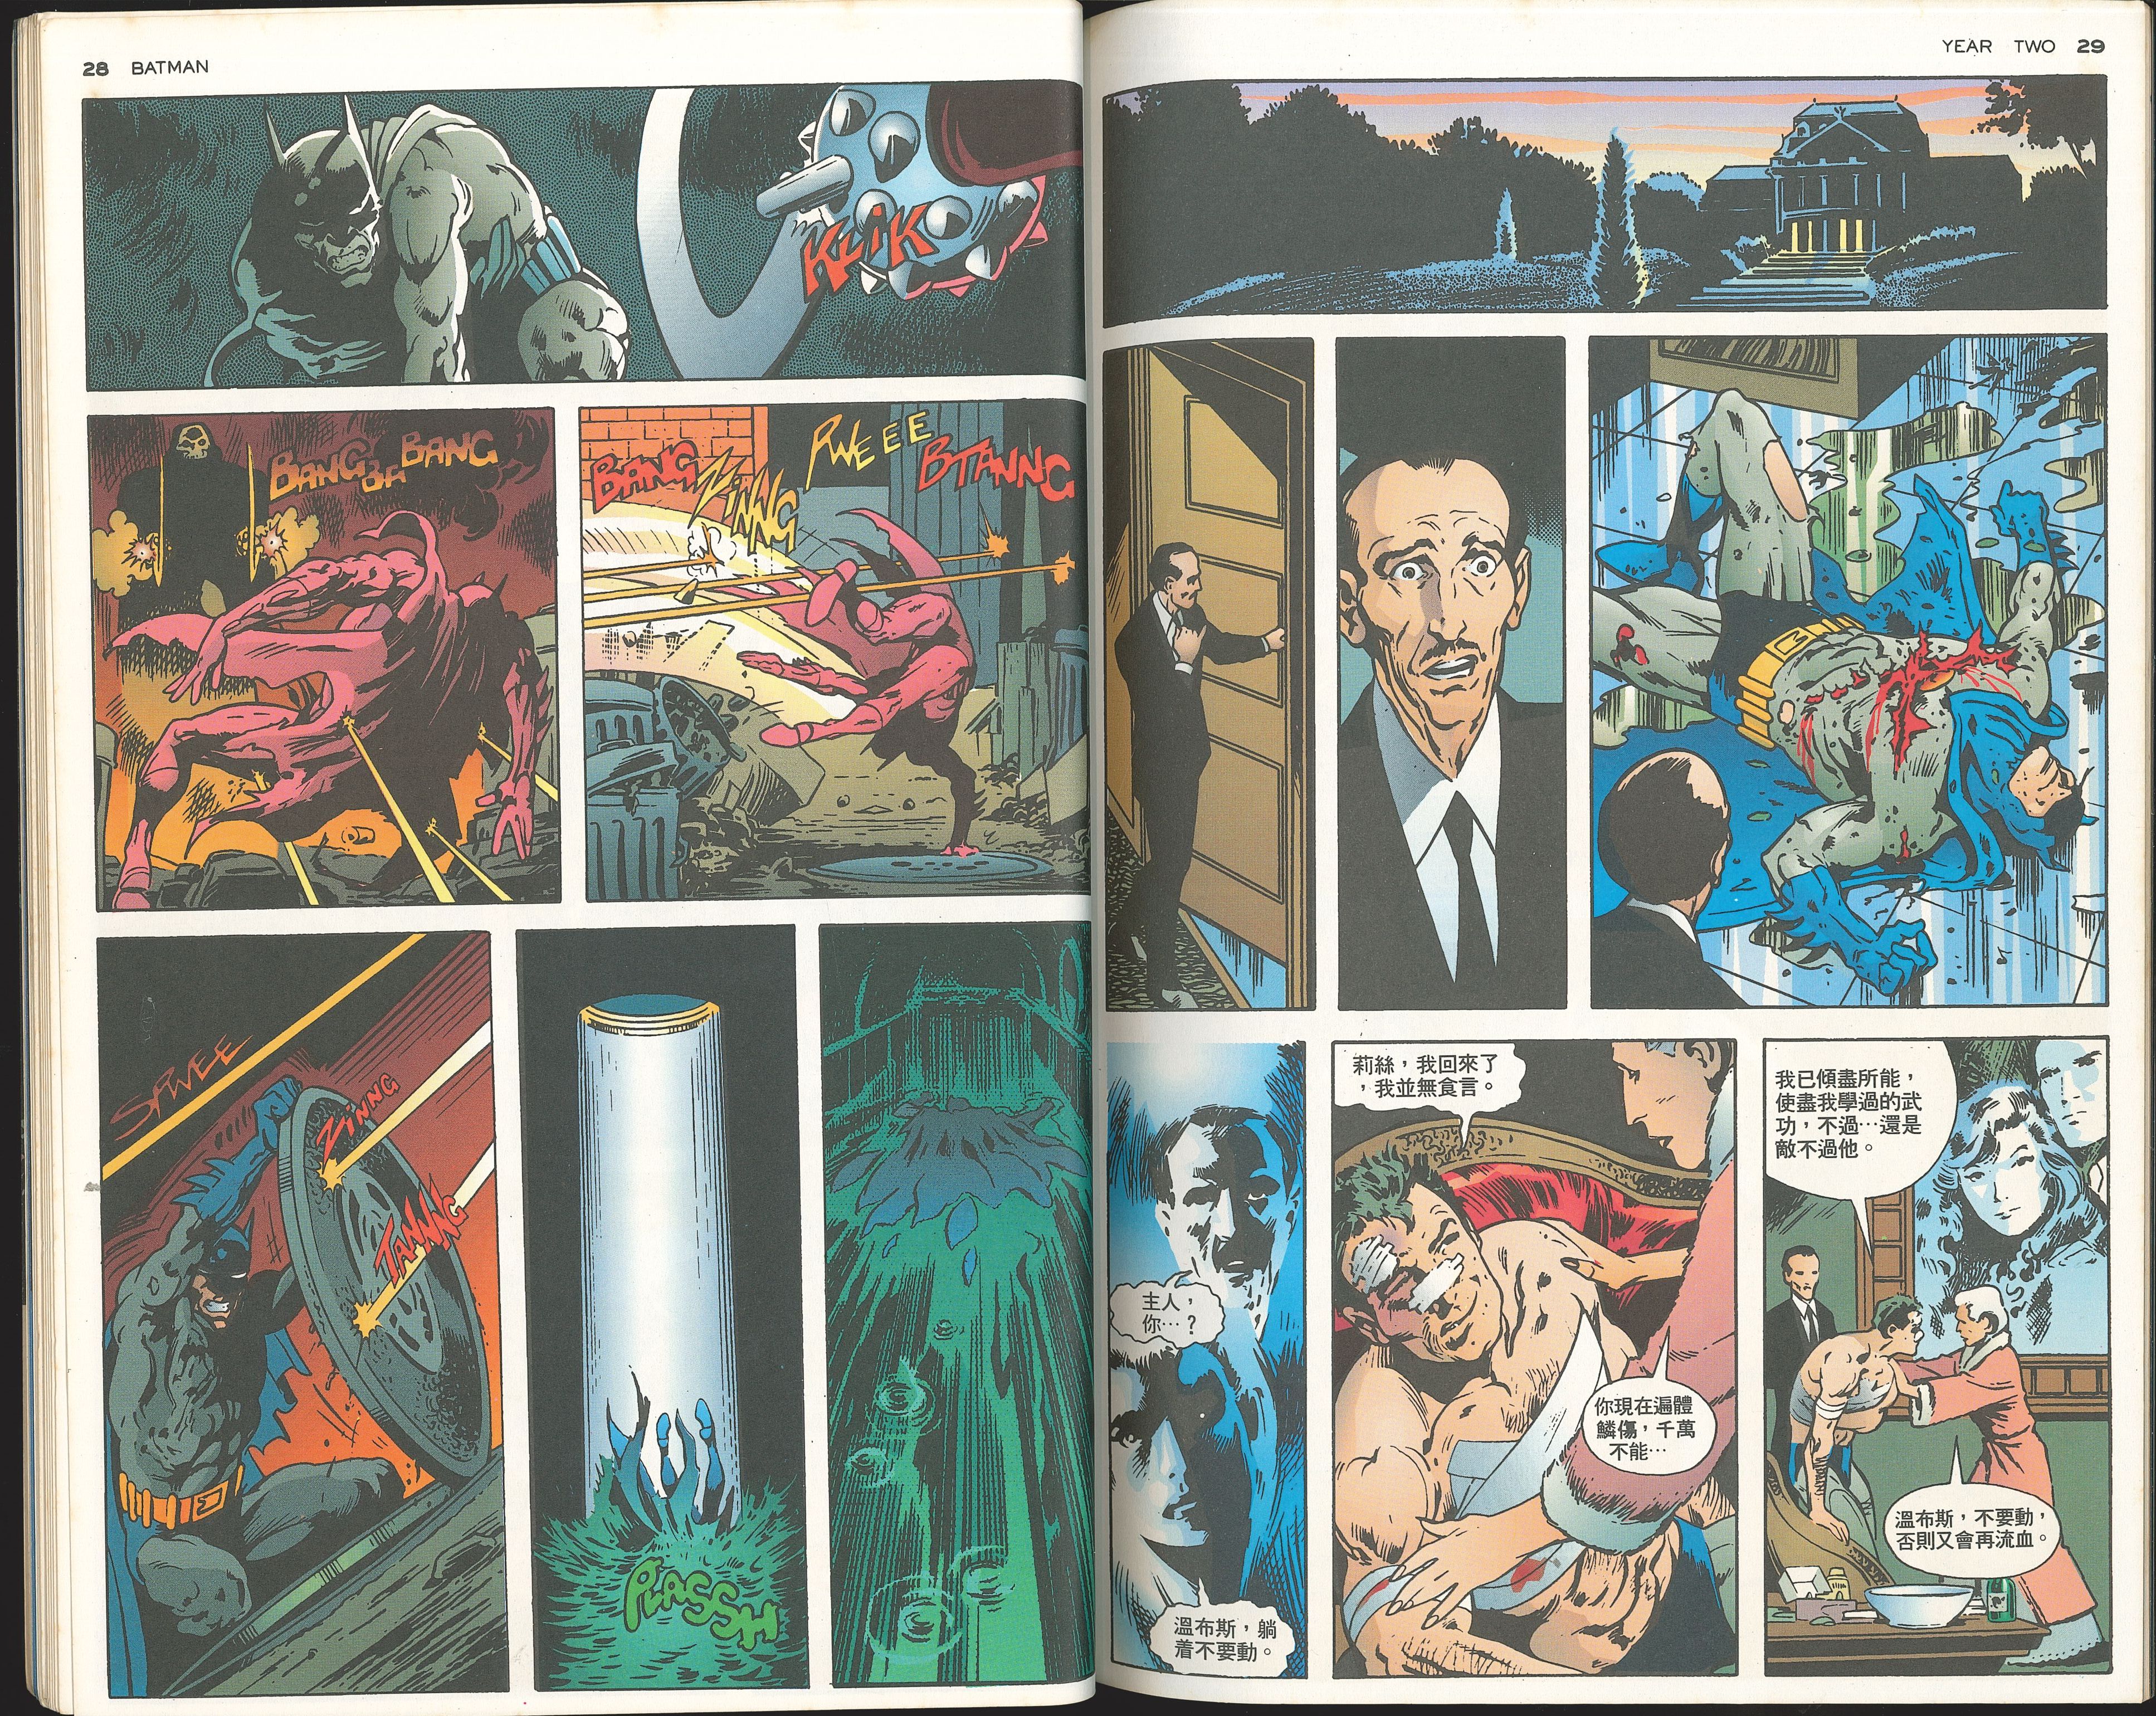 28 BATMAN
KLIK
BANG BA BANG
BANG
ZINNG
PWEEE
BTANNG
SPWEE
ZINNG
TANNNG
PLASSSH
YEAR TWO 29
主人，
你…？
溫布斯，躺
着不要動。
莉絲，我回來了
，我並無食言。
你現在遍體
鱗傷，千萬
不能…
我已傾盡所能，
使盡我學過的武
功，不過…還是
敵不過他。
溫布斯，不要動，
否則又會再流血。